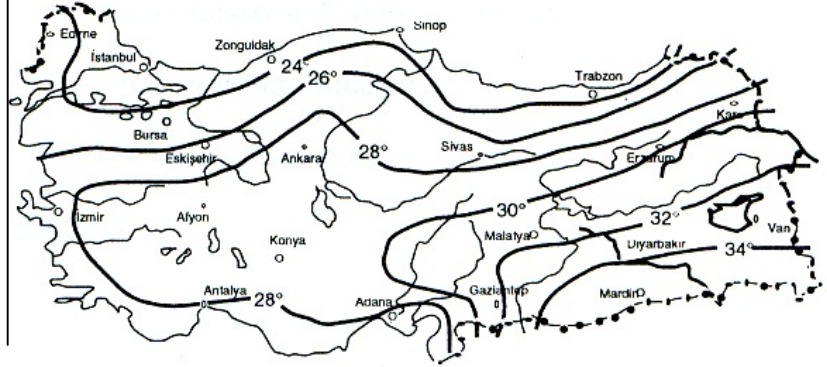 Sinop
Edirne
Zonguldak
İstanbul
24°
26°
Trabzon
Kars
Bursa
Eskişehir
Ankara
28°
Sivas
Erzurum
İzmir
Afyon
30°
32°
Malatya
Van
Konya
Diyarbakır
34°
Antalya
28°
Adana
Gaziantep
Mardin